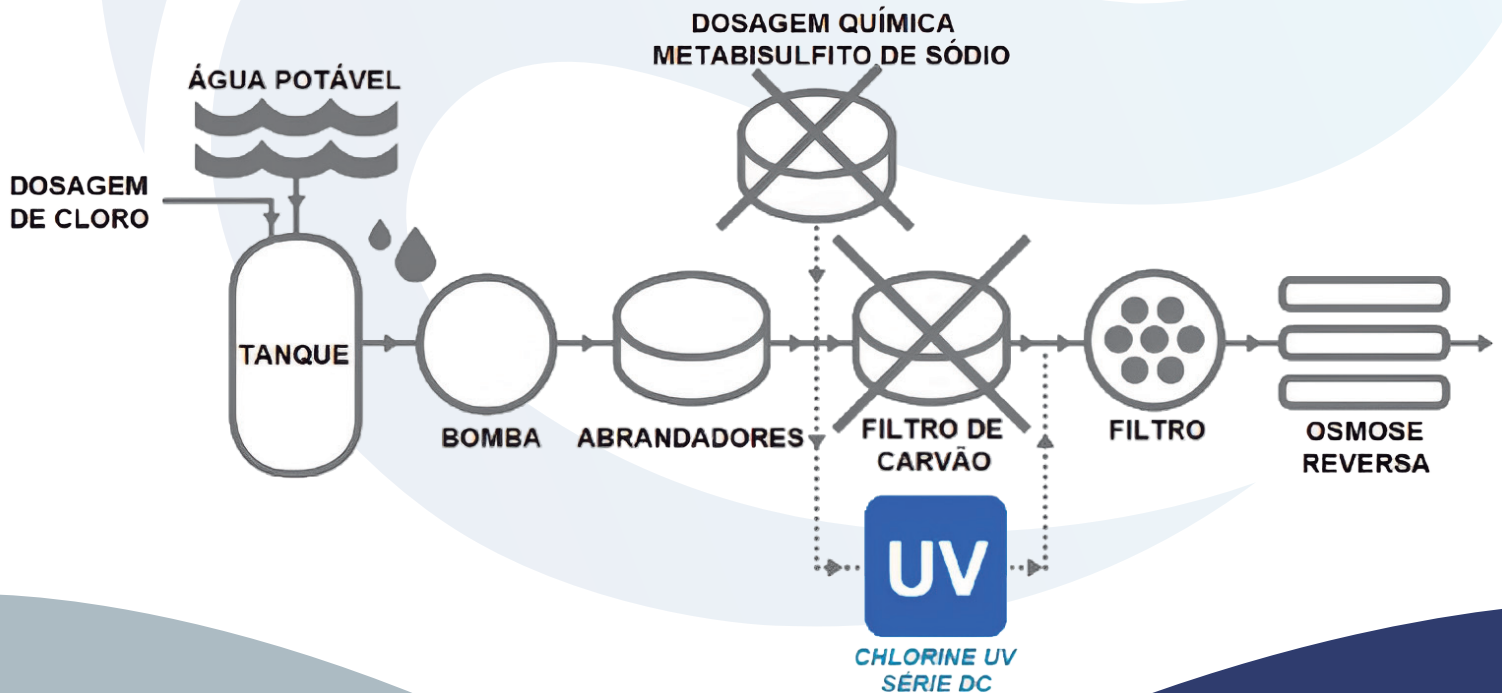 DOSAGEM QUÍMICA
METABISULFITO DE SÓDIO
ÁGUA POTÁVEL
DOSAGEM
DE CLORO
TANQUE
BOMBA
ABRANDADORES
FILTRO DE
CARVÃO
FILTRO
OSMOSE
REVERSA
UV
CHLORINE UV
SÉRIE DC